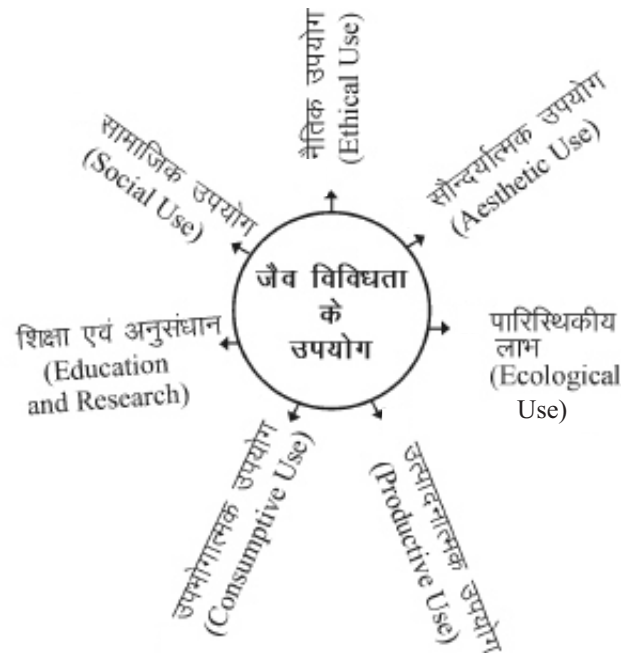 जैव विविधता
के
उपयोग
नैतिक उपयोग
(Ethical Use)
सौन्दर्यात्मक उपयोग
(Aesthetic Use)
पारिस्थिकीय
लाभ
(Ecological
Use)
उत्पादनात्मक उपयोग
(Productive Use)
उपभोगात्मक उपयोग
(Consumptive Use)
शिक्षा एवं अनुसंधान
(Education
and Research)
सामाजिक उपयोग
(Social Use)